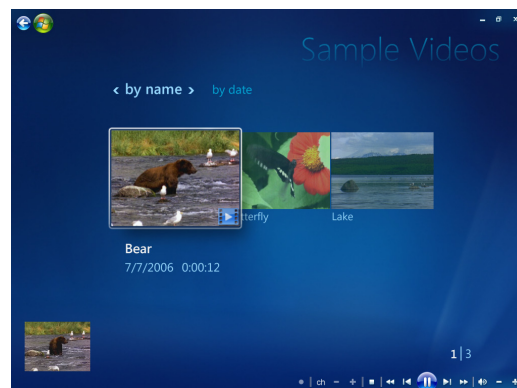 Sample Videos
‹ by name › by date
tterfly
Lake
Bear
7/7/2006 0:00:12
1 | 3
ch